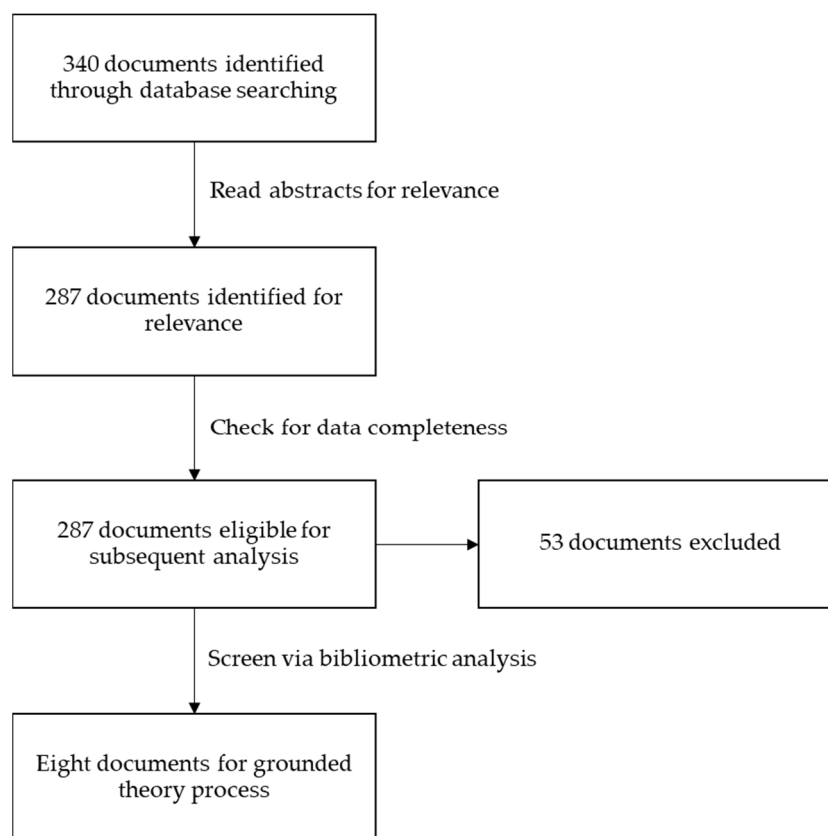 340 documents identified
through database searching
Read abstracts for relevance
287 documents identified for
relevance
Check for data completeness
287 documents eligible for
subsequent analysis
53 documents excluded
Screen via bibliometric analysis
Eight documents for grounded
theory process